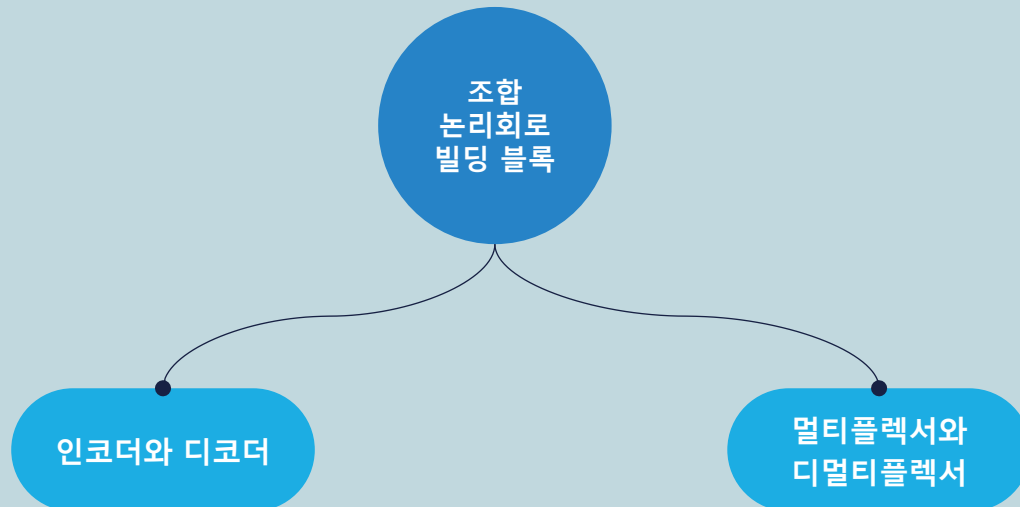 조합
논리회로
빌딩 블록
인코더와 디코더
멀티플렉서와
디멀티플렉서